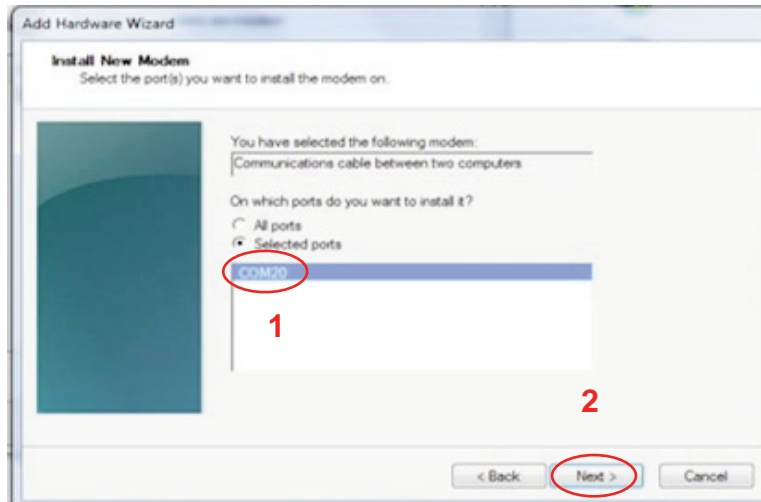 Add Hardware Wizard
Install New Modem
Select the port(s) you want to install the modem on.
You have selected the following modem:
Communications cable between two computers
On which ports do you want to install it?
All ports
Selected ports
COM20
1
2
< Back
Next >
Cancel